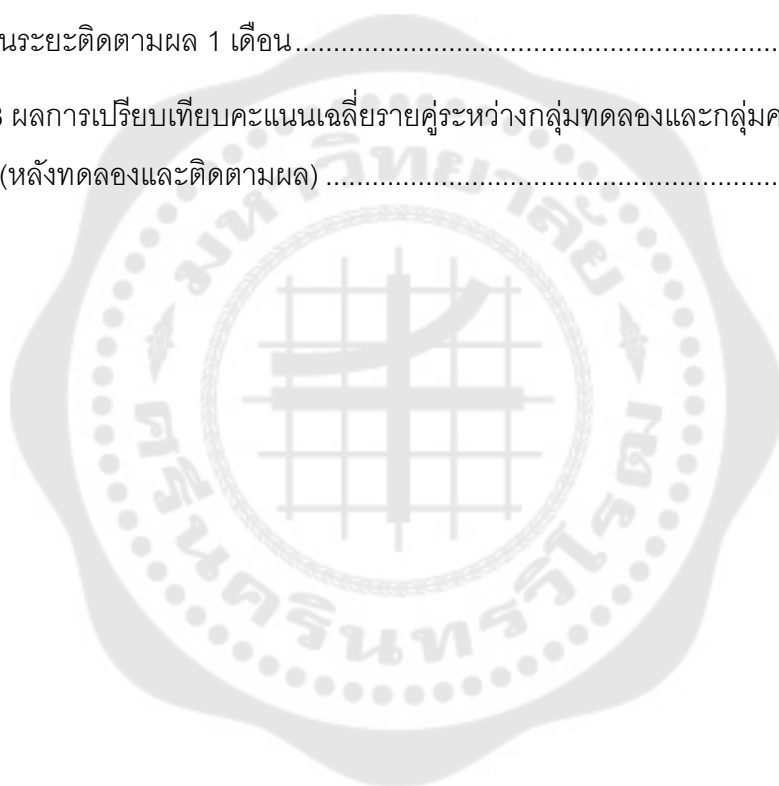 นระยะติดตามผล 1 เดือน
ผลการเปรียบเทียบคะแนนเฉลี่ยรายคู่ระหว่างกลุ่มทดลองและกลุ่มค
(หลังทดลองและติดตามผล)
มหาวิทยาลัย
ศรีนครินทรวิโรฒ